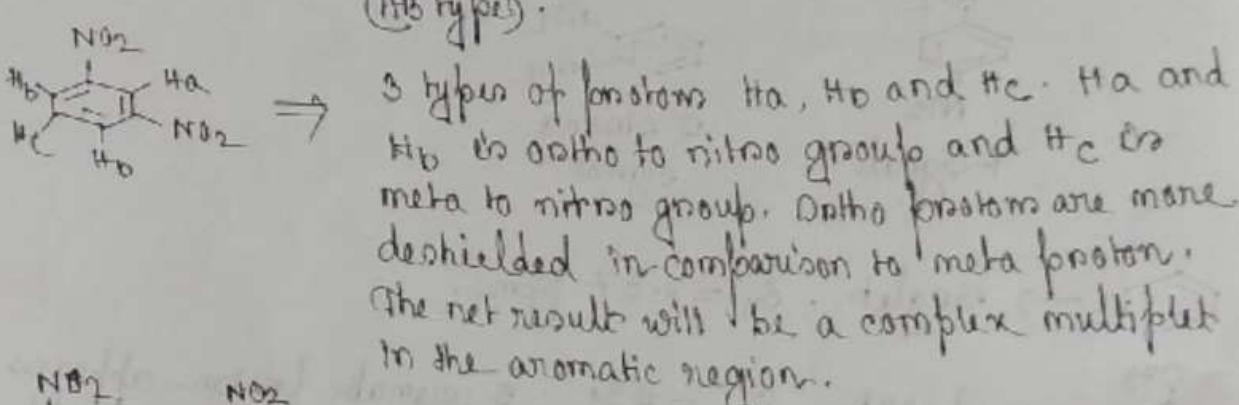 (AB type).
NO2
Hb
Ha
⇒
Hc
NO2
Hb
3 types of protons Ha, Hb and Hc. Ha and
Hb is ortho to nitro group and Hc is
meta to nitro group. Ortho protons are more
deshielded in comparison to meta proton.
The net result will be a complex multiplet
in the aromatic region.
NO2 NO2